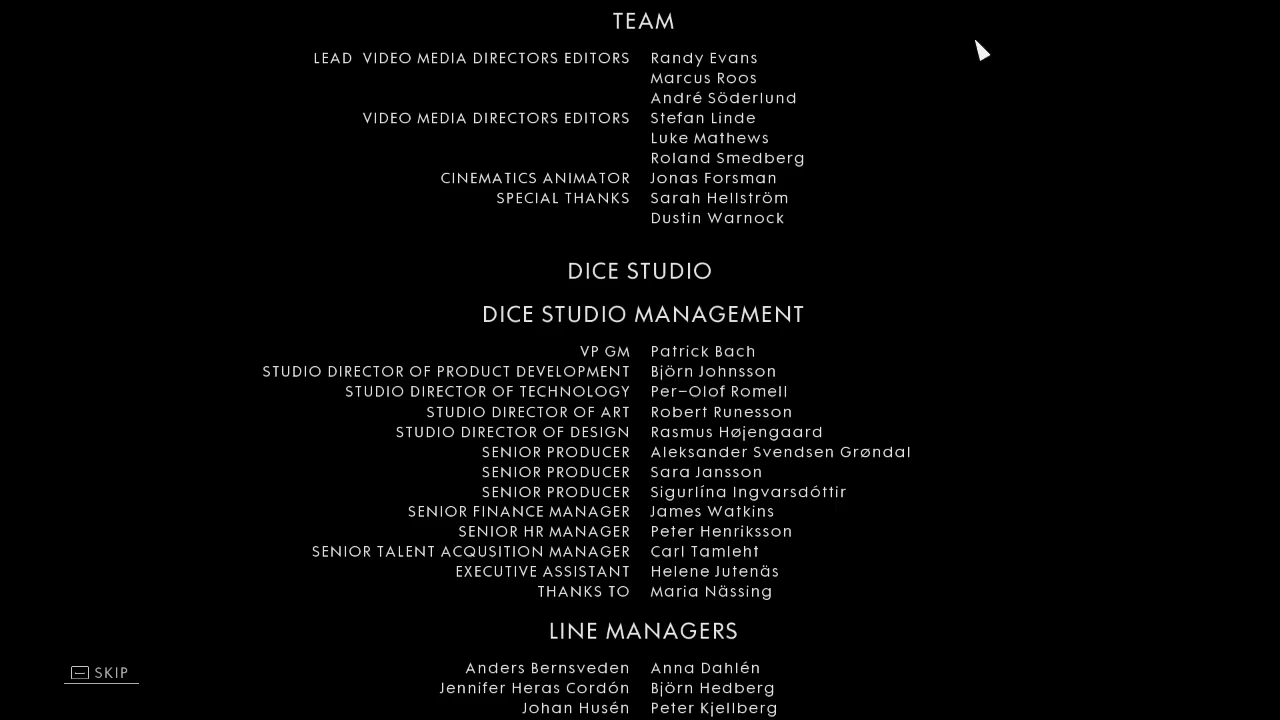 TEAM
LEAD VIDEO MEDIA DIRECTORS EDITORS Randy Evans
Marcus Roos
André Söderlund
VIDEO MEDIA DIRECTORS EDITORS Stefan Linde
Luke Mathews
Roland Smedberg
CINEMATICS ANIMATOR Jonas Forsman
SPECIAL THANKS Sarah Hellström
Dustin Warnock
DICE STUDIO
DICE STUDIO MANAGEMENT
VP GM Patrick Bach
STUDIO DIRECTOR OF PRODUCT DEVELOPMENT Björn Johnsson
STUDIO DIRECTOR OF TECHNOLOGY Per-Olof Romell
STUDIO DIRECTOR OF ART Robert Runesson
STUDIO DIRECTOR OF DESIGN Rasmus Højengaard
SENIOR PRODUCER Aleksander Svendsen Grøndal
SENIOR PRODUCER Sara Jansson
SENIOR PRODUCER Sigurlína Ingvarsdóttir
SENIOR FINANCE MANAGER James Watkins
SENIOR HR MANAGER Peter Henriksson
SENIOR TALENT ACQUSITION MANAGER Carl Tamleht
EXECUTIVE ASSISTANT Helene Jutenäs
THANKS TO Maria Nässing
LINE MANAGERS
Anders Bernsveden Anna Dahlén
Jennifer Heras Cordón Björn Hedberg
Johan Husén Peter Kjellberg
SKIP